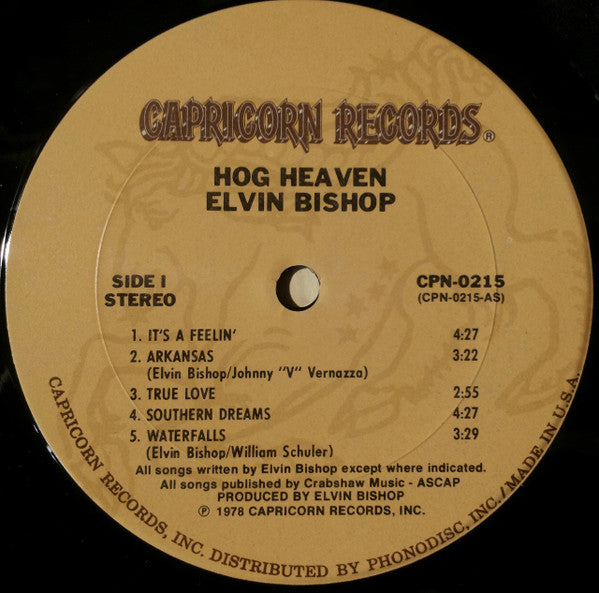 CAPRICORN RECORDS®
HOG HEAVEN
ELVIN BISHOP
SIDE I
STEREO
CPN-0215
(CPN-0215-AS)
1. IT'S A FEELIN' 4:27
2. ARKANSAS 3:22
(Elvin Bishop/Johnny "V" Vernazza)
3. TRUE LOVE 2:55
4. SOUTHERN DREAMS 4:27
5. WATERFALLS 3:29
(Elvin Bishop/William Schuler)
All songs written by Elvin Bishop except where indicated.
All songs published by Crabshaw Music - ASCAP
PRODUCED BY ELVIN BISHOP
℗ 1978 CAPRICORN RECORDS, INC.
CAPRICORN RECORDS, INC. DISTRIBUTED BY PHONODISC, INC./MADE IN U.S.A.